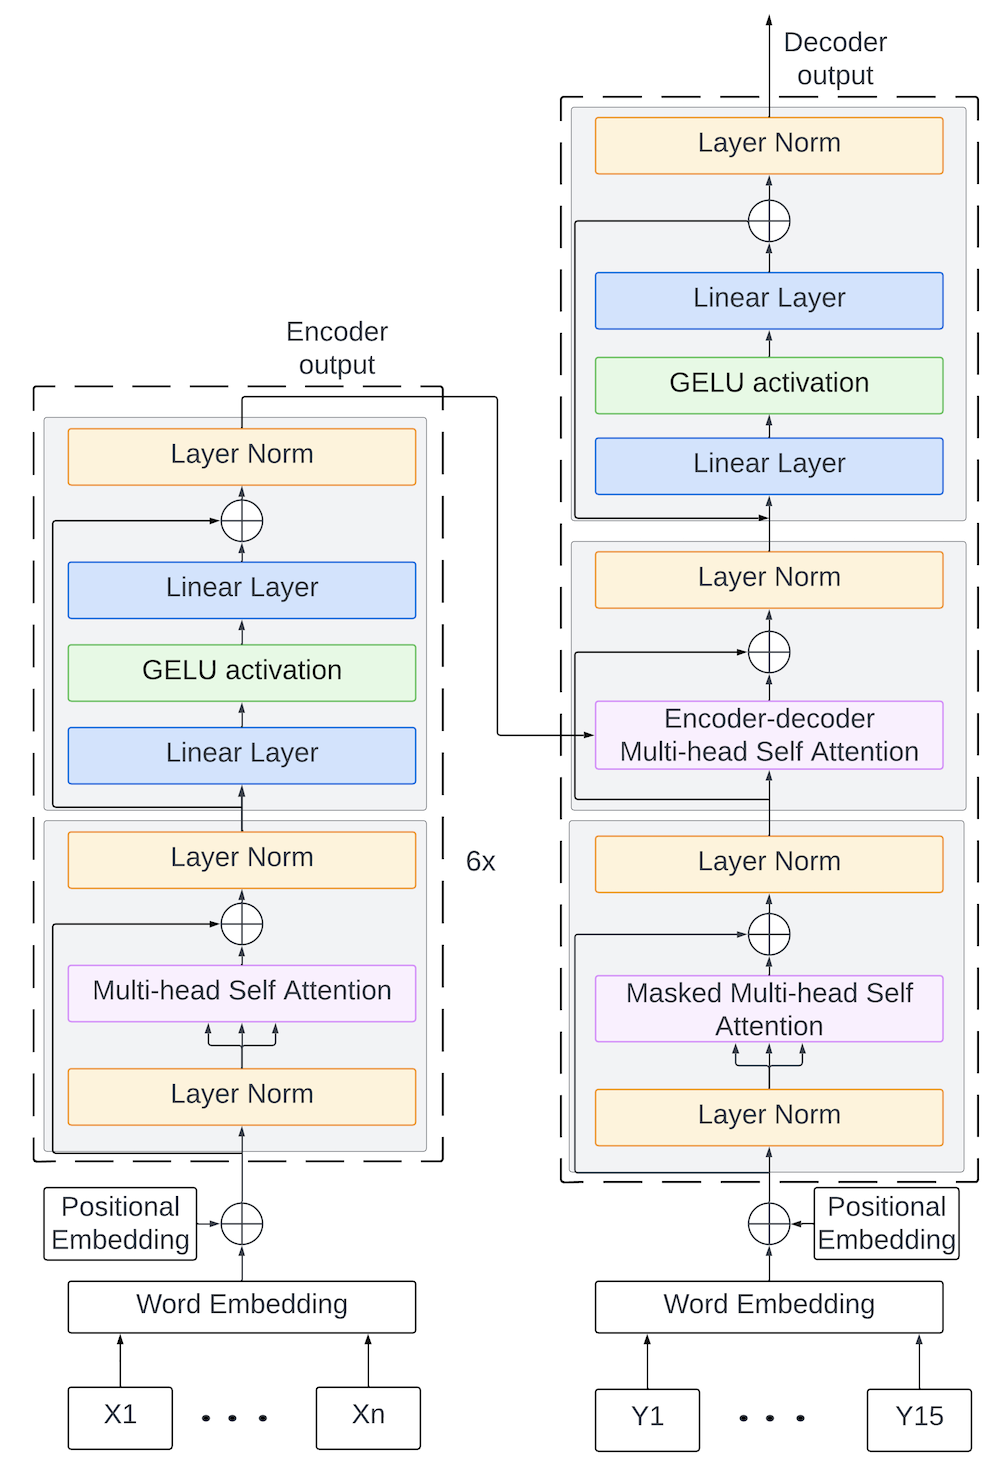 Decoder
output
Layer Norm
Linear Layer
GELU activation
Linear Layer
Layer Norm
Encoder-decoder
Multi-head Self Attention
Layer Norm
Masked Multi-head Self
Attention
Layer Norm
Positional
Embedding
Word Embedding
Y1
Y15
Encoder
output
Layer Norm
Linear Layer
GELU activation
Linear Layer
Layer Norm
6x
Multi-head Self Attention
Layer Norm
Positional
Embedding
Word Embedding
X1
Xn